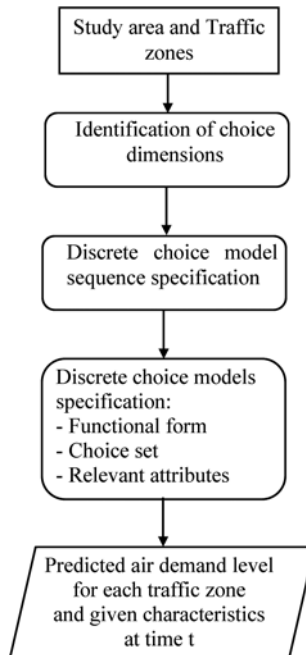 Study area and Traffic
zones
Identification of choice
dimensions
Discrete choice model
sequence specification
Discrete choice models
specification:
- Functional form
- Choice set
- Relevant attributes
Predicted air demand level
for each traffic zone
and given characteristics
at time t